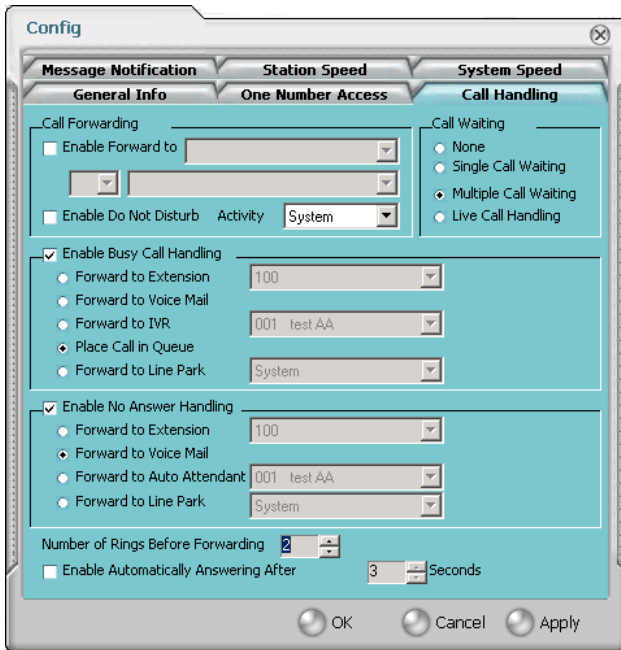 Config
Message Notification Station Speed System Speed
General Info One Number Access Call Handling
Call Forwarding
Enable Forward to
Enable Do Not Disturb Activity System
Call Waiting
None
Single Call Waiting
Multiple Call Waiting
Live Call Handling
Enable Busy Call Handling
Forward to Extension 100
Forward to Voice Mail
Forward to IVR 001 test AA
Place Call in Queue
Forward to Line Park System
Enable No Answer Handling
Forward to Extension 100
Forward to Voice Mail
Forward to Auto Attendant 001 test AA
Forward to Line Park System
Number of Rings Before Forwarding 2
Enable Automatically Answering After 3 Seconds
OK Cancel Apply